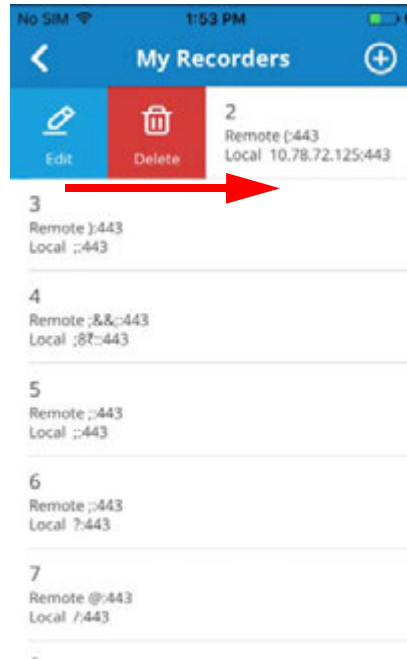 No SIM 1:53 PM
My Recorders
Edit
Delete
2
Remote (:443
Local 10.78.72.125:443
3
Remote ):443
Local ;:443
4
Remote ;&&;:443
Local ;8₹::443
5
Remote ;:443
Local ;:443
6
Remote ;:443
Local ?:443
7
Remote @:443
Local /:443